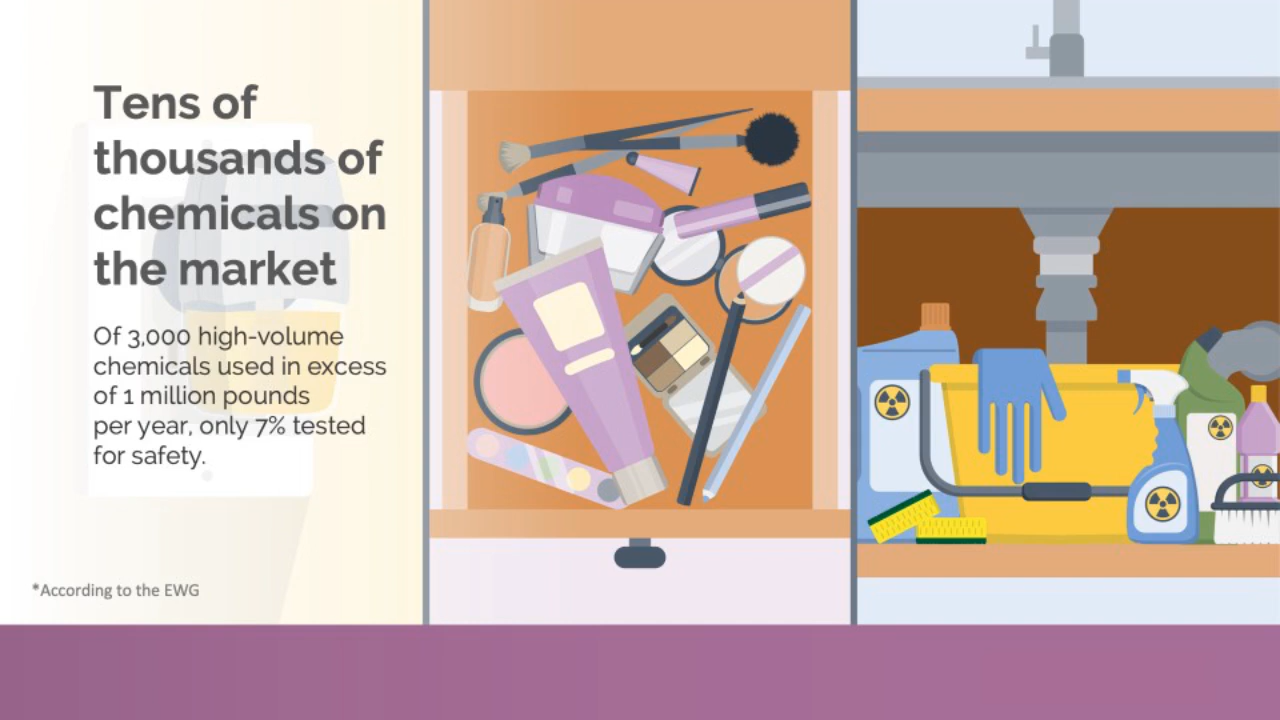 Tens of
thousands of
chemicals on
the market
Of 3,000 high-volume
chemicals used in excess
of 1 million pounds
per year, only 7% tested
for safety.
*According to the EWG